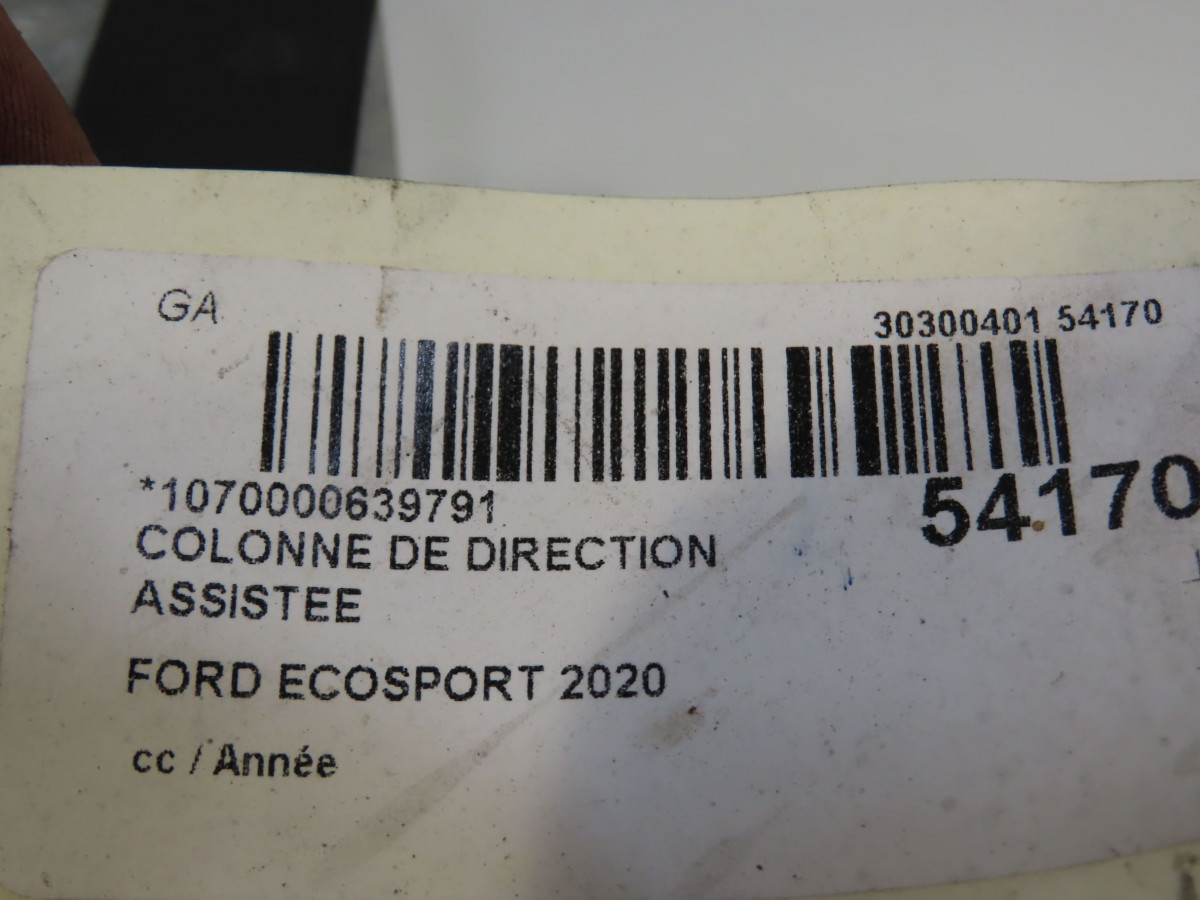 GA
30300401 54170
*1070000639791
54170
COLONNE DE DIRECTION
ASSISTEE
FORD ECOSPORT 2020
cc / Année